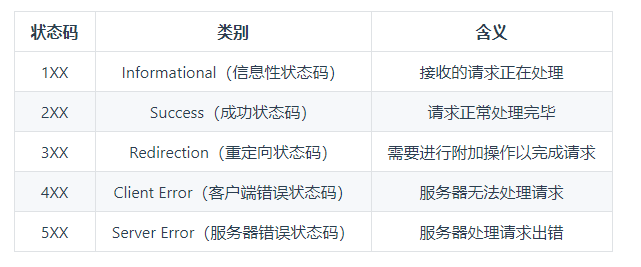 状态码 类别 含义
1XX Informational（信息性状态码） 接收的请求正在处理
2XX Success（成功状态码） 请求正常处理完毕
3XX Redirection（重定向状态码） 需要进行附加操作以完成请求
4XX Client Error（客户端错误状态码） 服务器无法处理请求
5XX Server Error（服务器错误状态码） 服务器处理请求出错